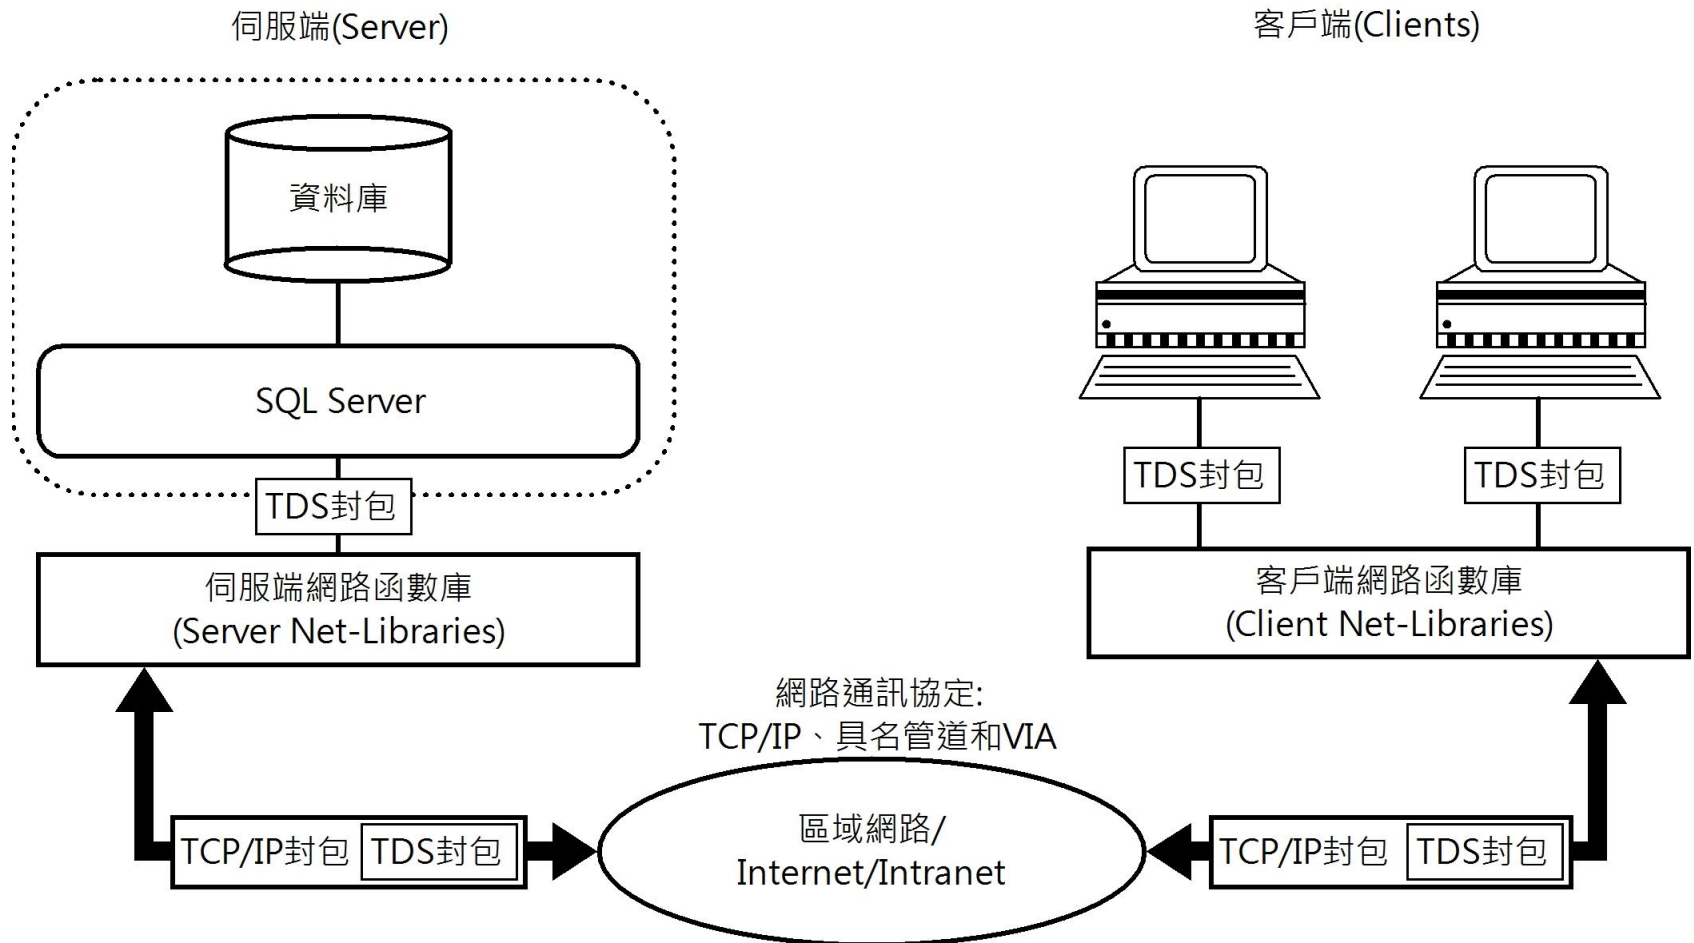 伺服端(Server)
客戶端(Clients)
資料庫
SQL Server
TDS封包
TDS封包
TDS封包
伺服端網路函數庫
(Server Net-Libraries)
客戶端網路函數庫
(Client Net-Libraries)
網路通訊協定:
TCP/IP、具名管道和VIA
區域網路/
Internet/Intranet
TCP/IP封包 TDS封包
TCP/IP封包 TDS封包